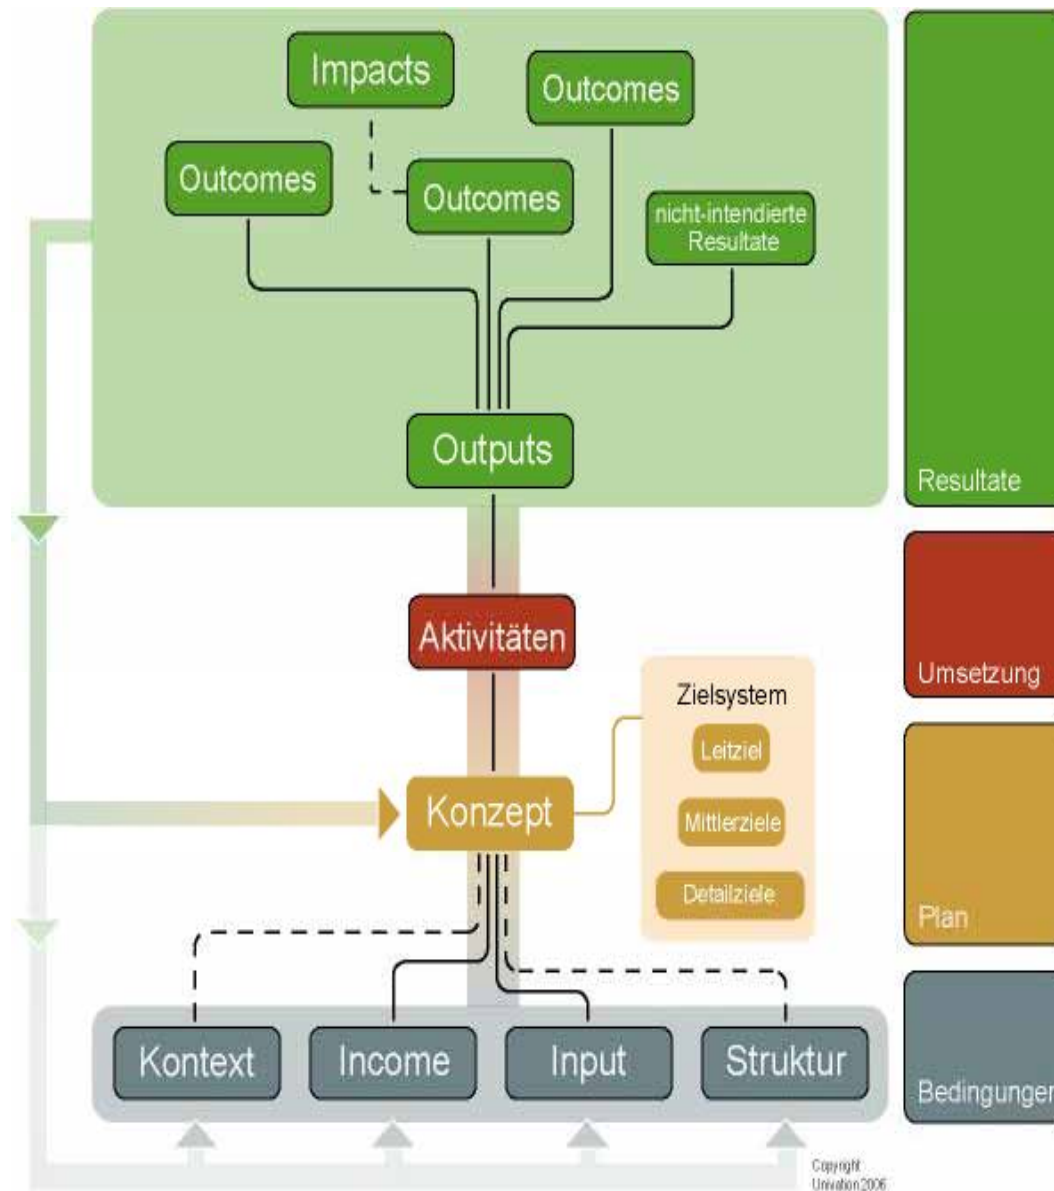 Impacts
Outcomes
Outcomes
Outcomes
nicht-intendierte
Resultate
Outputs
Resultate
Aktivitäten
Umsetzung
Zielsystem
Leitziel
Mittlerziele
Detailziele
Konzept
Plan
Kontext
Income
Input
Struktur
Bedingungen
Copyright
Univation 2006